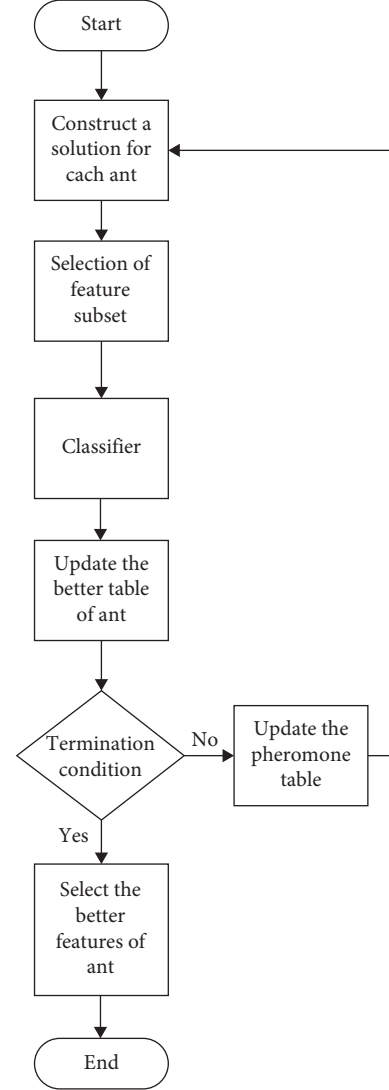 Start
Construct a
solution for
cach ant
Selection of
feature
subset
Classifier
Update the
better table
of ant
Termination
condition
No
Update the
pheromone
table
Yes
Select the
better
features of
ant
End